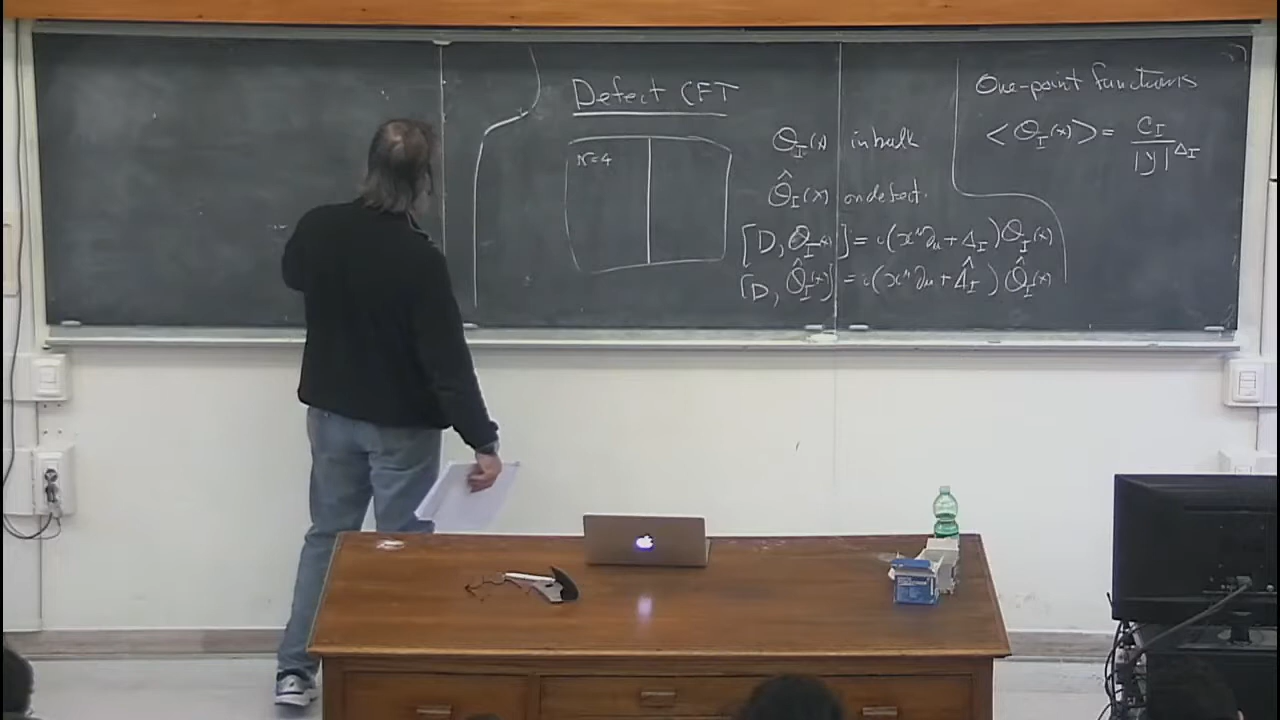 Defect CFT
N=4
O_I(x) in bulk
Ô_I(x) on defect.
[D, O_I(x)] = i(x^μ ∂_μ + Δ_I) O_I(x)
[D, Ô_I(x)] = i(x^μ ∂_μ + Δ̂_I) Ô_I(x)
One-point functions
<O_I(x)> = C_I / |y|^Δ_I